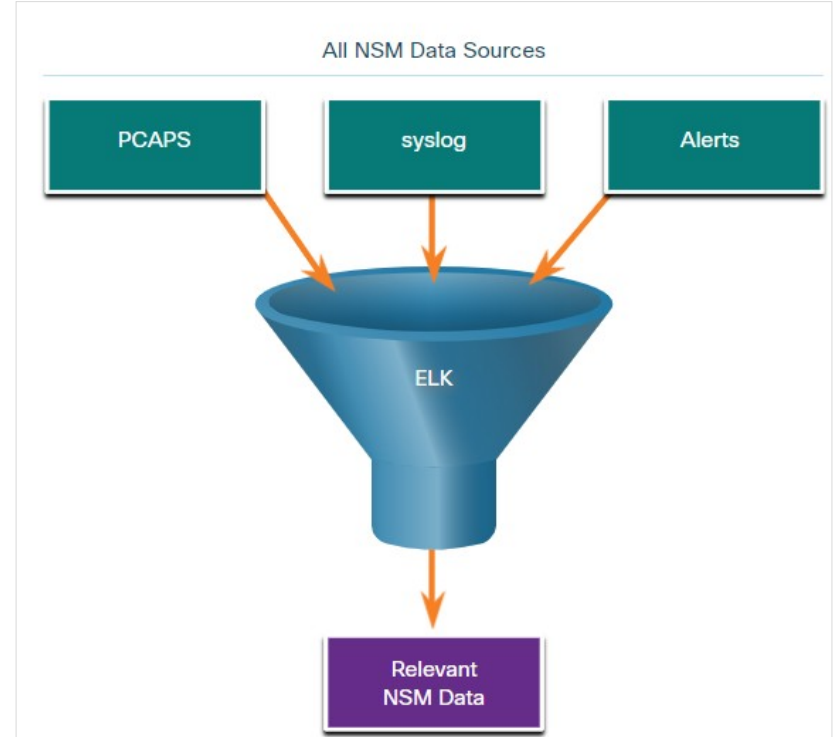 All NSM Data Sources
PCAPS
syslog
Alerts
ELK
Relevant
NSM Data